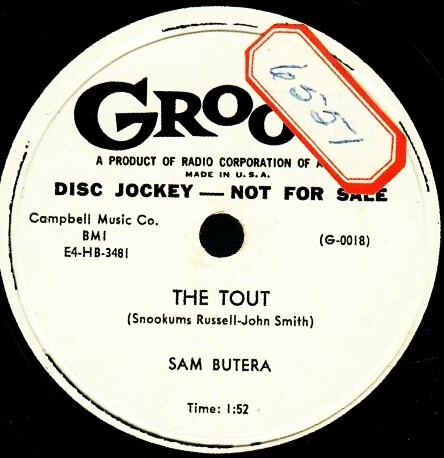 GROO
6551
A PRODUCT OF RADIO CORPORATION OF A
MADE IN U.S.A.
DISC JOCKEY — NOT FOR SALE
Campbell Music Co.
BMI
E4-HB-3481
(G-0018)
THE TOUT
(Snookums Russell-John Smith)
SAM BUTERA
Time: 1:52